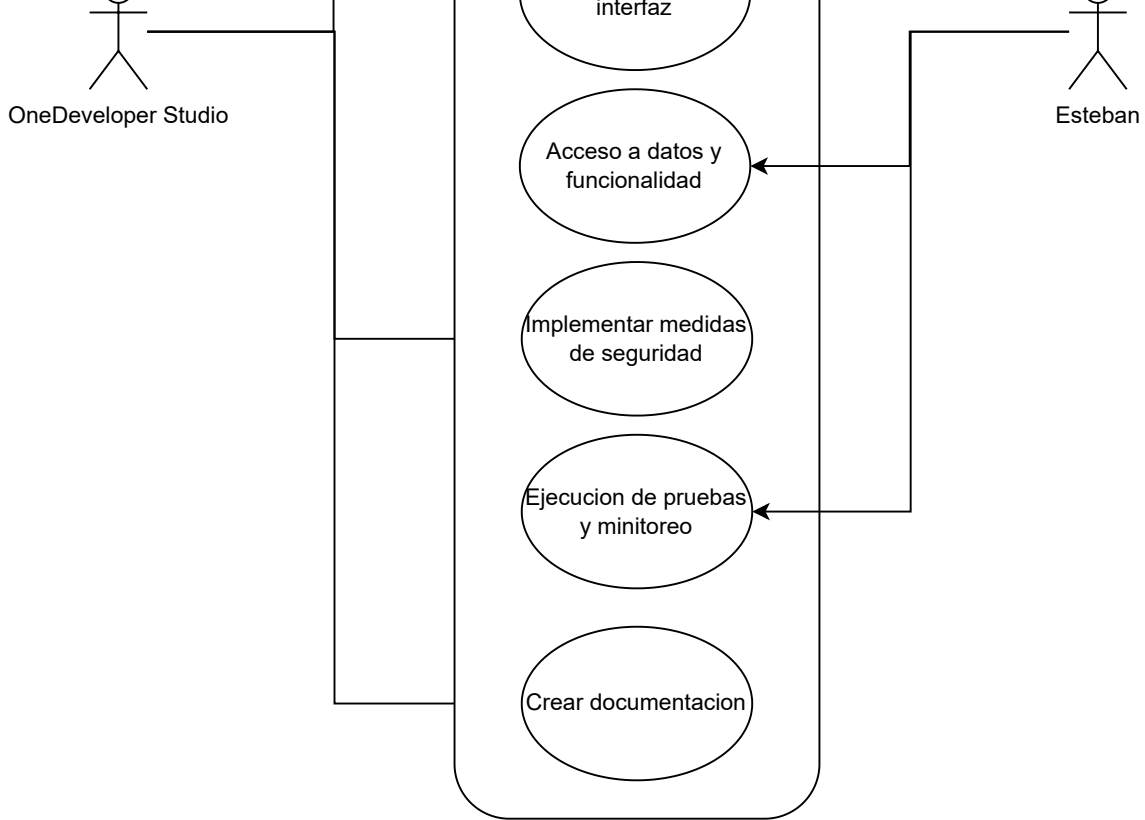 interfaz
OneDeveloper Studio
Esteban
Acceso a datos y
funcionalidad
Implementar medidas
de seguridad
Ejecucion de pruebas
y minitoreo
Crear documentacion